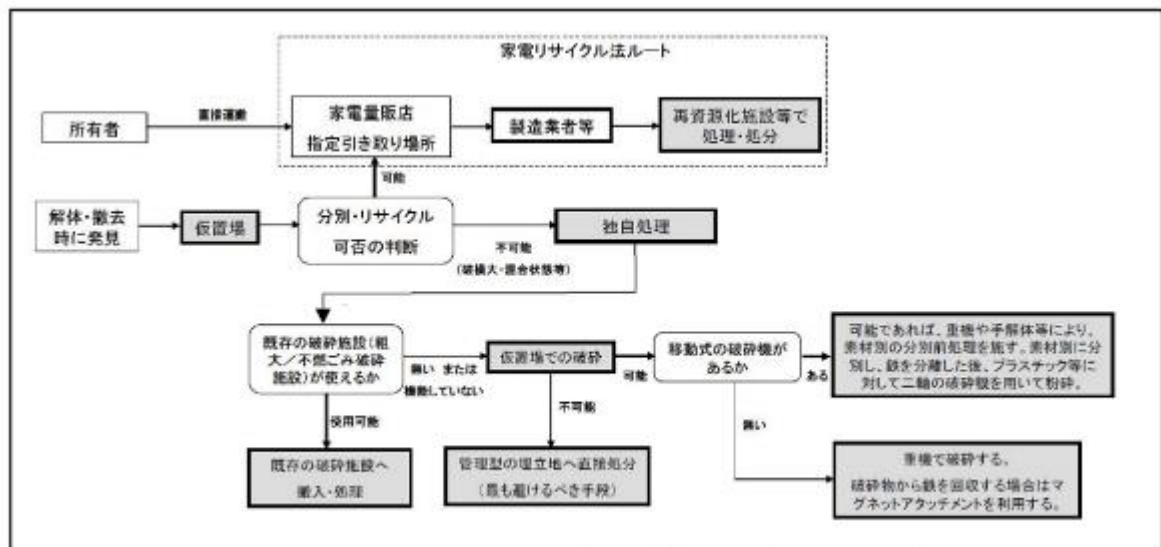 家電リサイクル法ルート
所有者
直接運搬
家電量販店
指定引き取り場所
製造業者等
再資源化施設等で
処理・処分
可能
解体・撤去
時に発見
仮置場
分別・リサイクル
可否の判断
不可能
(破損大・混合状態等)
独自処理
既存の破砕施設(粗
大/不燃ごみ破砕
施設)が使えるか
無い または
機能していない
仮置場での破砕
可能
移動式の破砕機が
あるか
ある
可能であれば、重機や手解体等により、
素材別の分別前処理を施す。素材別に分
別し、鉄を分離した後、プラスチック等に
対して二軸の破砕機を用いて粉砕。
使用可能
不可能
無い
既存の破砕施設へ
搬入・処理
管理型の埋立地へ直接処分
(最も避けるべき手段)
重機で破砕する。
破砕物から鉄を回収する場合はマ
グネットアタッチメントを利用する。